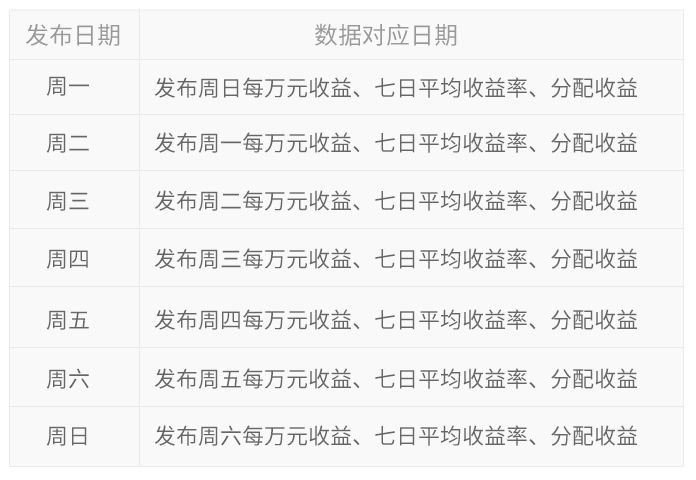 发布日期 数据对应日期
周一 发布周日每万元收益、七日平均收益率、分配收益
周二 发布周一每万元收益、七日平均收益率、分配收益
周三 发布周二每万元收益、七日平均收益率、分配收益
周四 发布周三每万元收益、七日平均收益率、分配收益
周五 发布周四每万元收益、七日平均收益率、分配收益
周六 发布周五每万元收益、七日平均收益率、分配收益
周日 发布周六每万元收益、七日平均收益率、分配收益